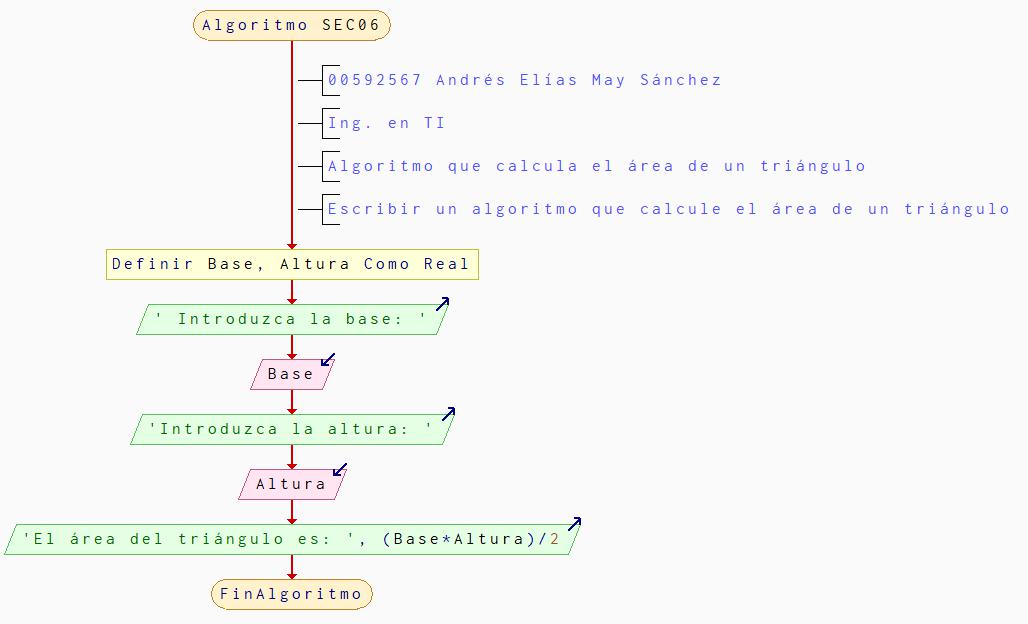 Algoritmo SEC06
00592567 Andrés Elías May Sánchez
Ing. en TI
Algoritmo que calcula el área de un triángulo
Escribir un algoritmo que calcule el área de un triángulo
Definir Base, Altura Como Real
' Introduzca la base: '
Base
'Introduzca la altura: '
Altura
'El área del triángulo es: ', (Base*Altura)/2
FinAlgoritmo